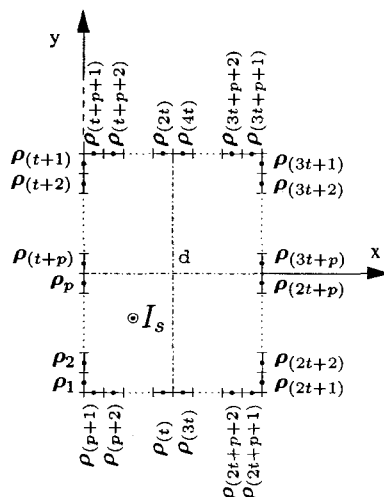 y
ρ(t+p+1)
ρ(t+p+2)
ρ(2t)
ρ(4t)
ρ(3t+p+2)
ρ(3t+p+1)
ρ(t+1)
ρ(3t+1)
ρ(t+2)
ρ(3t+2)
ρ(t+p)
d
ρ(3t+p)
x
ρp
ρ(2t+p)
Is
ρ2
ρ(2t+2)
ρ1
ρ(2t+1)
ρ(p+1)
ρ(p+2)
ρ(t)
ρ(3t)
ρ(2t+p+2)
ρ(2t+p+1)